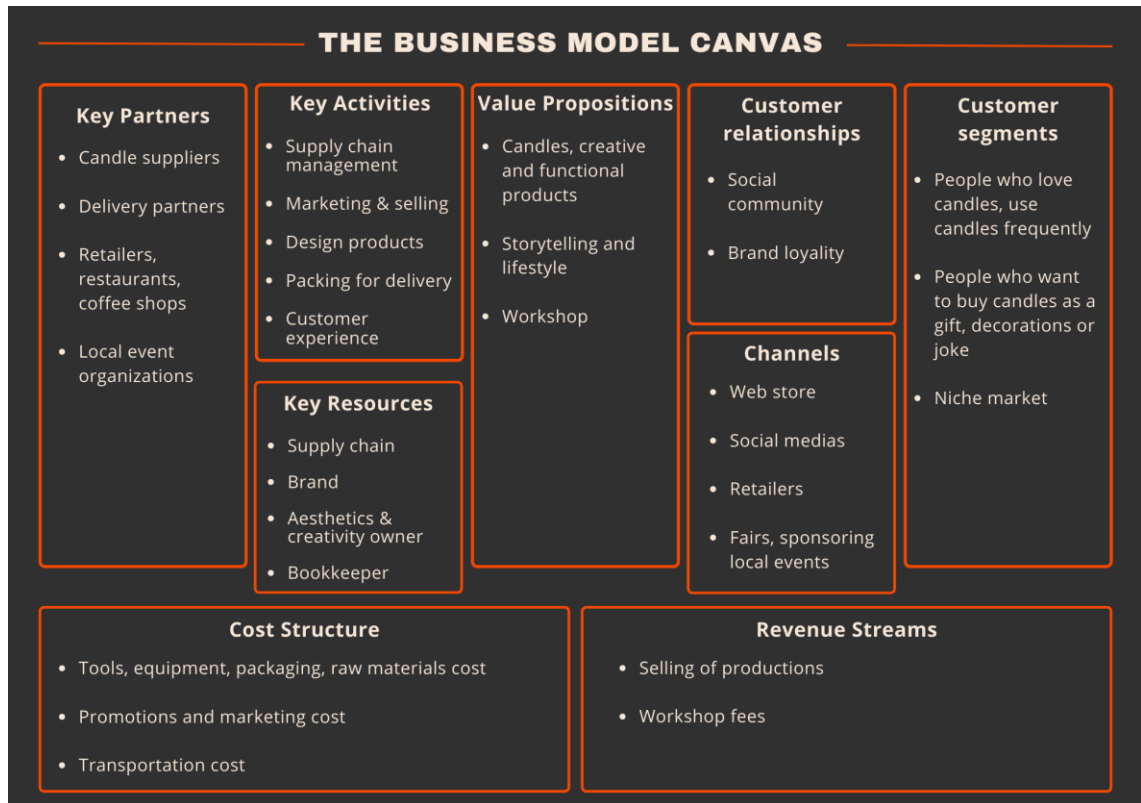 THE BUSINESS MODEL CANVAS
Key Partners
• Candle suppliers
• Delivery partners
• Retailers,
restaurants,
coffee shops
• Local event
organizations
Key Activities
• Supply chain
management
• Marketing & selling
• Design products
• Packing for delivery
• Customer
experience
Key Resources
• Supply chain
• Brand
• Aesthetics &
creativity owner
• Bookkeeper
Value Propositions
• Candles, creative
and functional
products
• Storytelling and
lifestyle
• Workshop
Customer
relationships
• Social
community
• Brand loyality
Channels
• Web store
• Social medias
• Retailers
• Fairs, sponsoring
local events
Customer
segments
• People who love
candles, use
candles frequently
• People who want
to buy candles as a
gift, decorations or
joke
• Niche market
Cost Structure
• Tools, equipment, packaging, raw materials cost
• Promotions and marketing cost
• Transportation cost
Revenue Streams
• Selling of productions
• Workshop fees